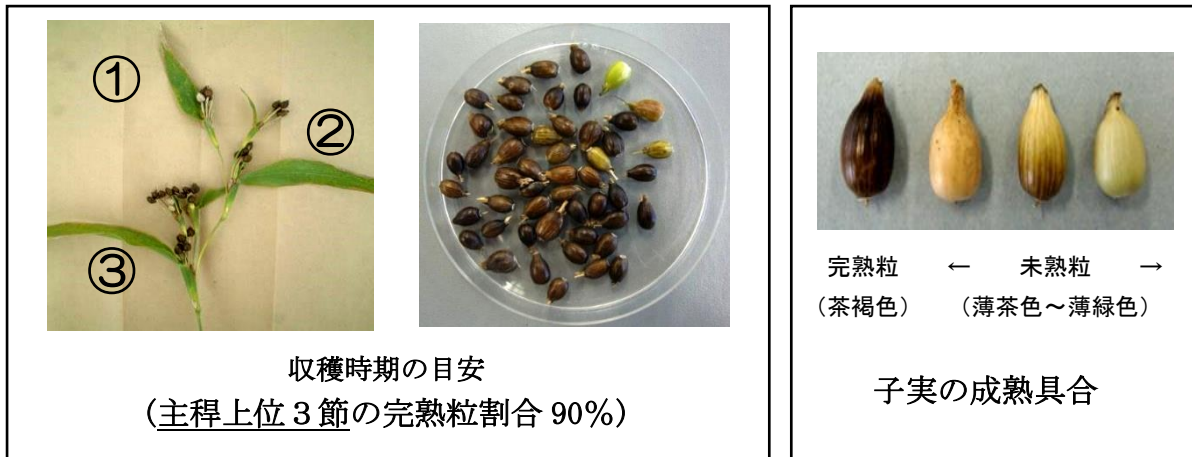 ①
②
③
収穫時期の目安
(主稈上位３節の完熟粒割合 90%)
完熟粒 ← 未熟粒 →
(茶褐色) (薄茶色～薄緑色)
子実の成熟具合